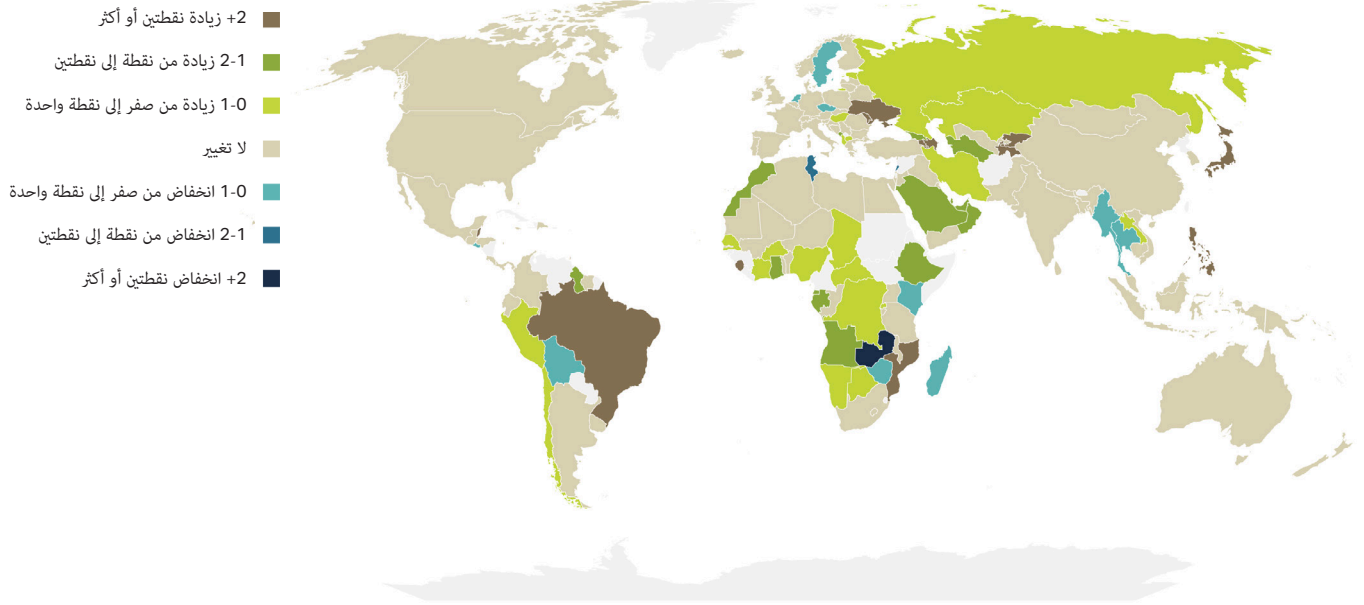 +2 زيادة نقطتين أو أكثر
2-1 زيادة من نقطة إلى نقطتين
1-0 زيادة من صفر إلى نقطة واحدة
لا تغيير
1-0 انخفاض من صفر إلى نقطة واحدة
2-1 انخفاض من نقطة إلى نقطتين
+2 انخفاض نقطتين أو أكثر